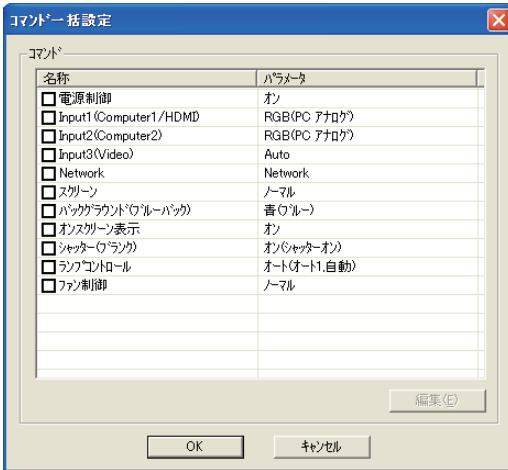 コマンド一括設定
コマンド
名称 パラメータ
電源制御 オン
Input1(Computer1/HDMI) RGB(PC アナログ)
Input2(Computer2) RGB(PC アナログ)
Input3(Video) Auto
Network Network
スクリーン ノーマル
バックグラウンド(ブルーバック) 青(ブルー)
オンスクリーン表示 オン
シャッター(ブランク) オン(シャッターオン)
ランプコントロール オート(オート1,自動)
ファン制御 ノーマル
編集(E)
OK キャンセル